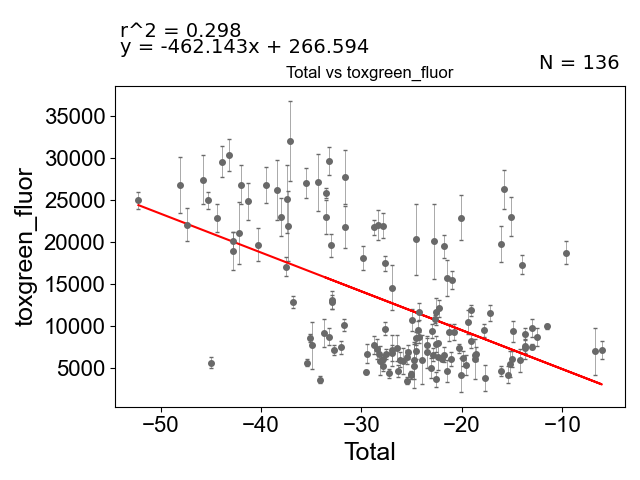 r^2 = 0.298
y = -462.143x + 266.594
N = 136
Total vs toxgreen_fluor
35000
30000
25000
20000
15000
10000
5000
toxgreen_fluor
−50
−40
−30
−20
−10
Total